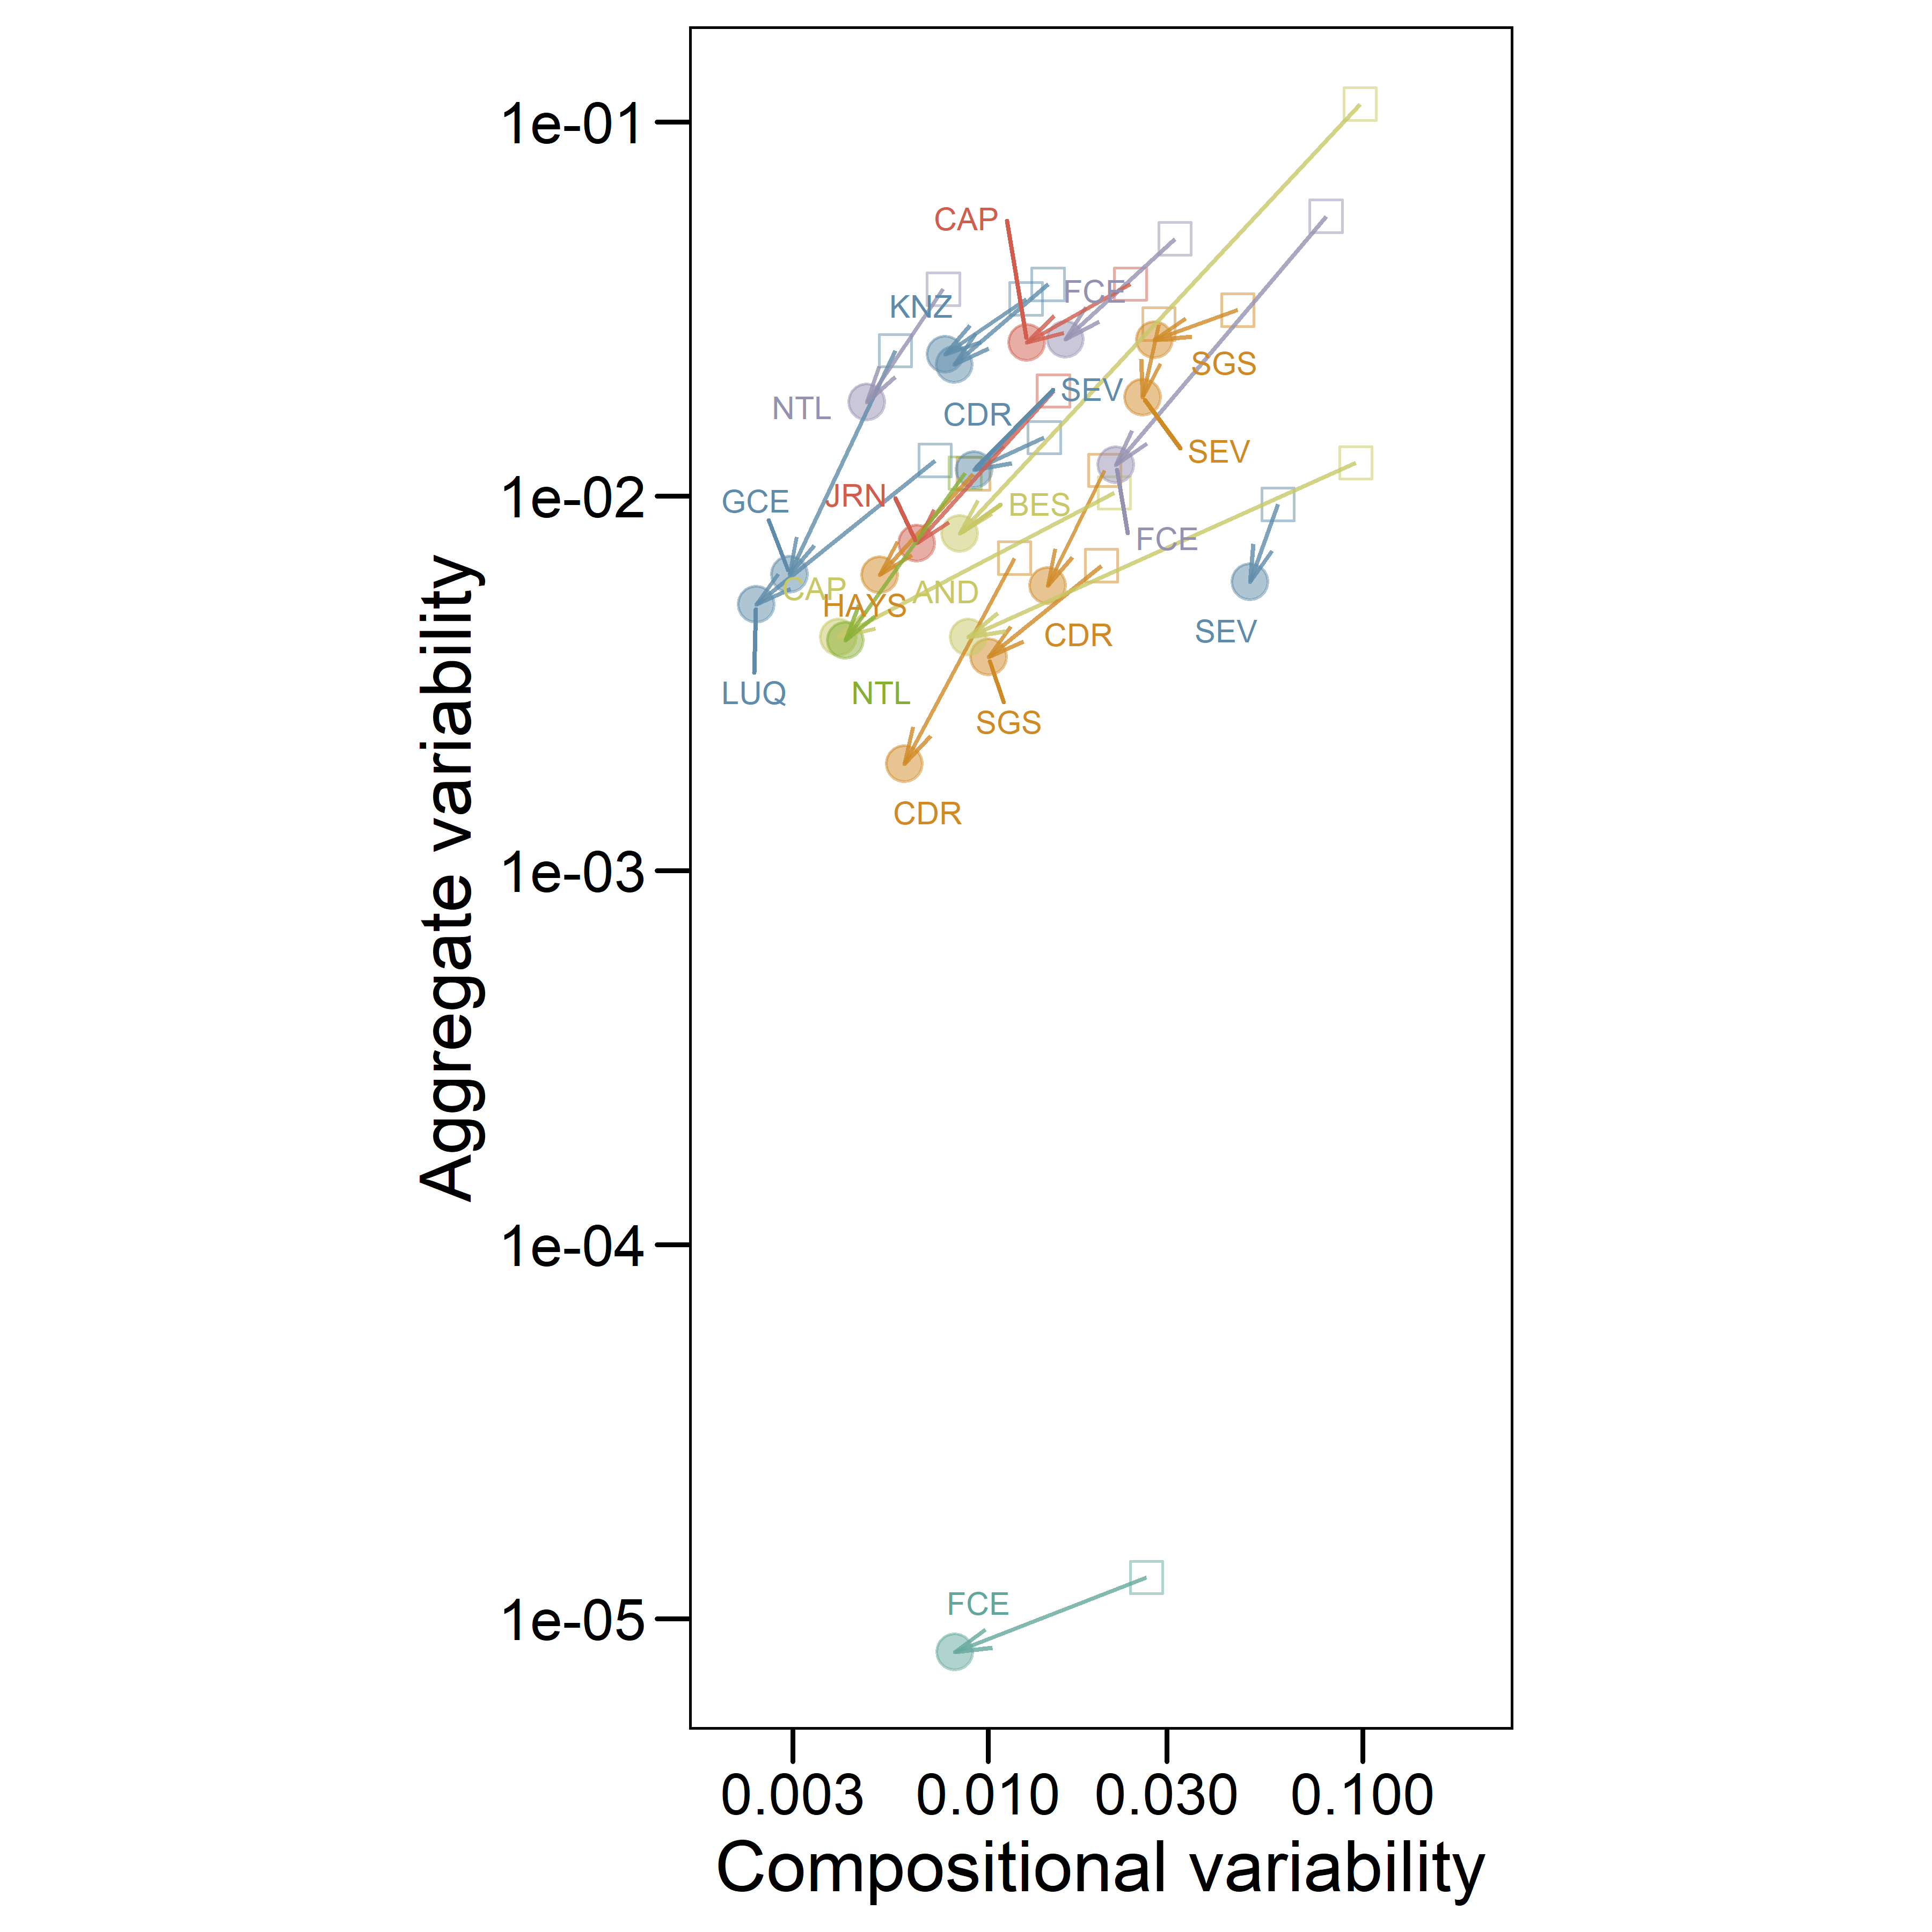 1e-01
CAP
FCE
KNZ
SGS
SEV
NTL
CDR
SEV
1e-02
GCE
JRN
BES
FCE
CAP
HAYS
AND
CDR
SEV
LUQ
NTL
SGS
CDR
1e-03
Aggregate variability
1e-04
FCE
1e-05
0.003 0.010 0.030 0.100
Compositional variability